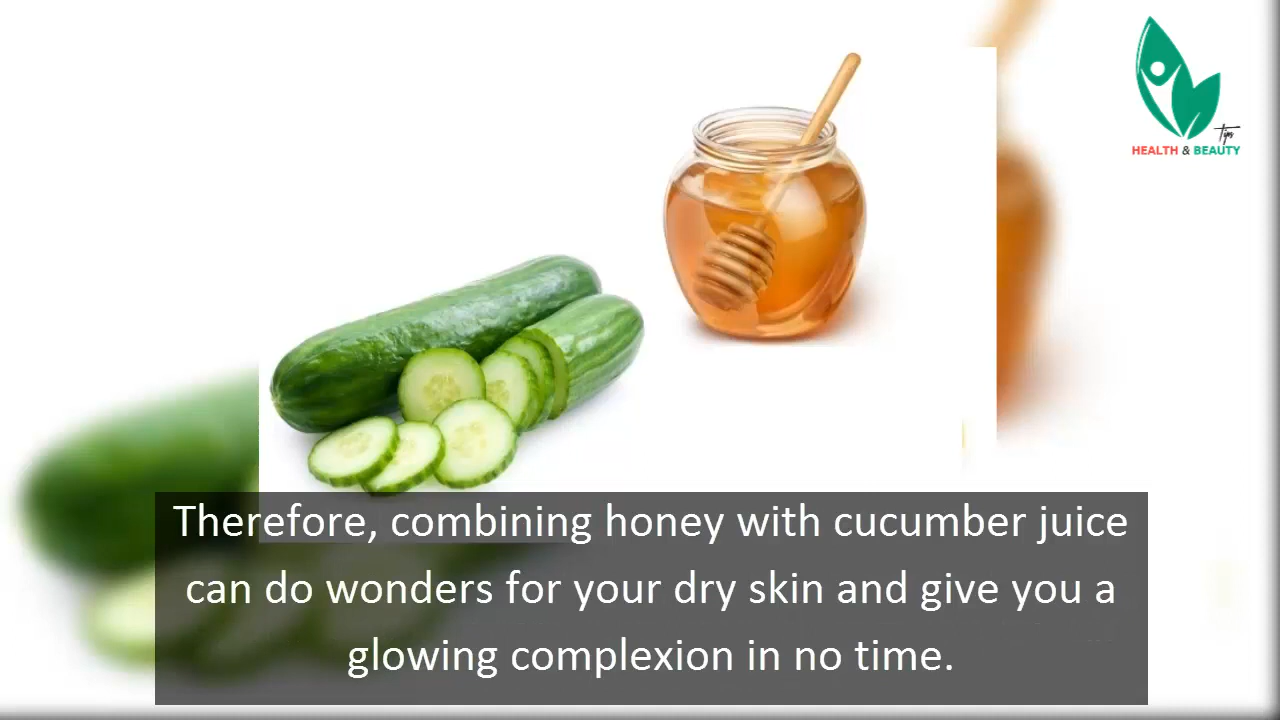 tips
HEALTH & BEAUTY
Therefore, combining honey with cucumber juice
can do wonders for your dry skin and give you a
glowing complexion in no time.